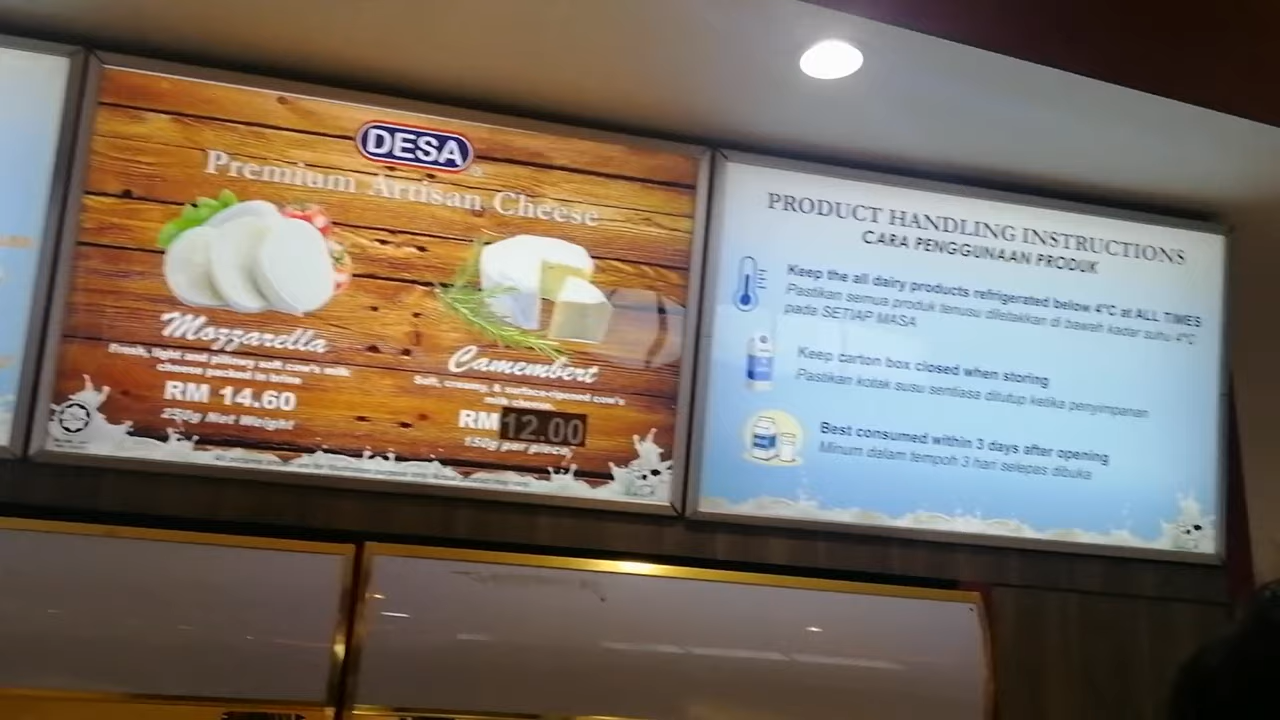 DESA
Premium Artisan Cheese
Mozzarella
Fresh, light and pillowy soft cow's milk
cheese packed in brine
RM 14.60
250g Net Weight
Camembert
Soft, creamy, & surface-ripened cow's
milk cheese.
RM 12.00
150g per piece
PRODUCT HANDLING INSTRUCTIONS
CARA PENGGUNAAN PRODUK
Keep the all dairy products refrigerated below 4°C at ALL TIMES
Pastikan semua produk tenusu diletakkan di bawah kadar suhu 4°C
pada SETIAP MASA
Keep carton box closed when storing
Pastikan kotak susu sentiasa ditutup ketika penyimpanan
Best consumed within 3 days after opening
Minum dalam tempoh 3 hari selepas dibuka